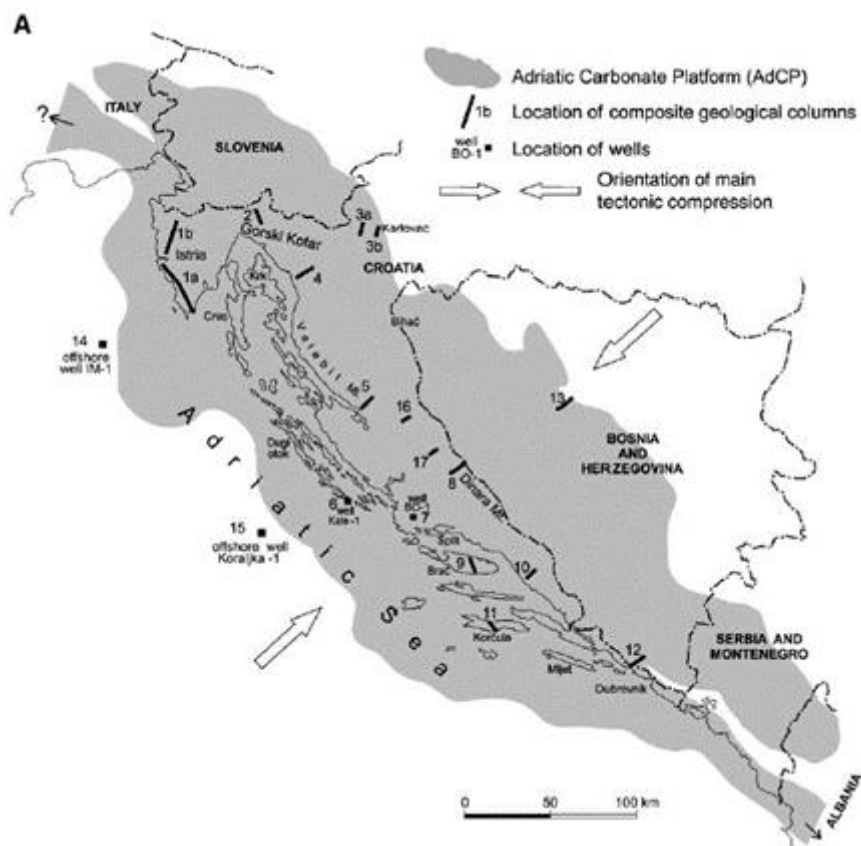 A
Adriatic Carbonate Platform (AdCP)
1b
Location of composite geological columns
well
BO-1
Location of wells
Orientation of main
tectonic compression
?
ITALY
SLOVENIA
2
Gorski Kotar
3a
Karlovac
3b
1b
Istria
1a
CROATIA
Krk
4
Cres
Bihać
14
offshore
well IM-1
Velebit Mt.
5
16
13
BOSNIA
AND
HERZEGOVINA
Dugi
otok
17
8
Dinara Mt.
6
well
Kate-1
well
BO-1
7
15
offshore well
Koraljka-1
Adriatic Sea
Split
Brač
9
10
11
Korčula
Mljet
12
Dubrovnik
SERBIA AND
MONTENEGRO
0 50 100 km
ALBANIA